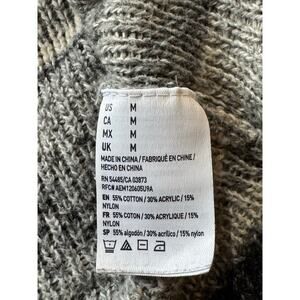 US M
CA M
MX M
UK M
MADE IN CHINA / FABRIQUÉ EN CHINE /
HECHO EN CHINA
RN 54485/CA 03873
RFC# AEM120605U9A
EN 55% COTTON / 30% ACRYLIC / 15%
NYLON
FR 55% COTON / 30% ACRYLIQUE / 15%
NYLON
SP 55% algodón / 30% acrílico / 15% nylon